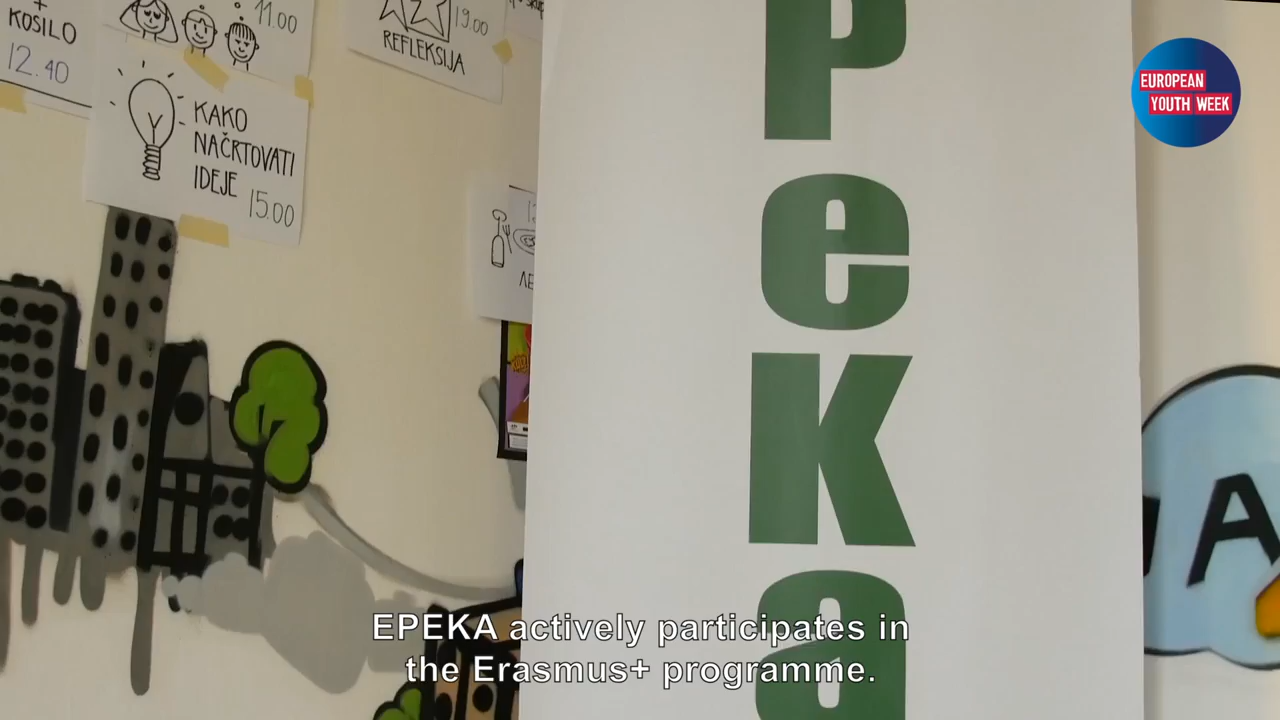 KOSILO
12.40
11.00
19.00
REFLEKSIJA
KAKO
NAČRTOVATI
IDEJE
15.00
EUROPEAN
YOUTH WEEK
P
e
K
a
A
EPEKA actively participates in
the Erasmus+ programme.